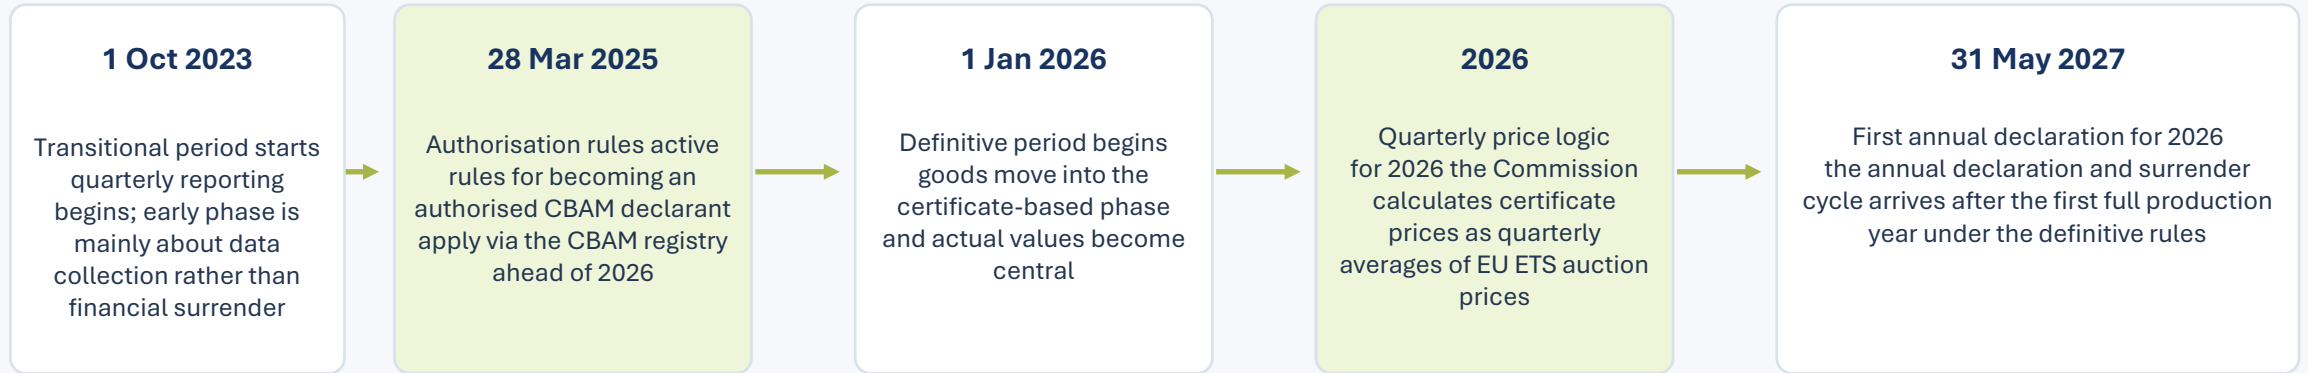 1 Oct 2023
Transitional period starts
quarterly reporting
begins; early phase is
mainly about data
collection rather than
financial surrender
28 Mar 2025
Authorisation rules active
rules for becoming an
authorised CBAM declarant
apply via the CBAM registry
ahead of 2026
1 Jan 2026
Definitive period begins
goods move into the
certificate-based phase
and actual values become
central
2026
Quarterly price logic
for 2026 the Commission
calculates certificate
prices as quarterly
averages of EU ETS auction
prices
31 May 2027
First annual declaration for 2026
the annual declaration and surrender
cycle arrives after the first full production
year under the definitive rules